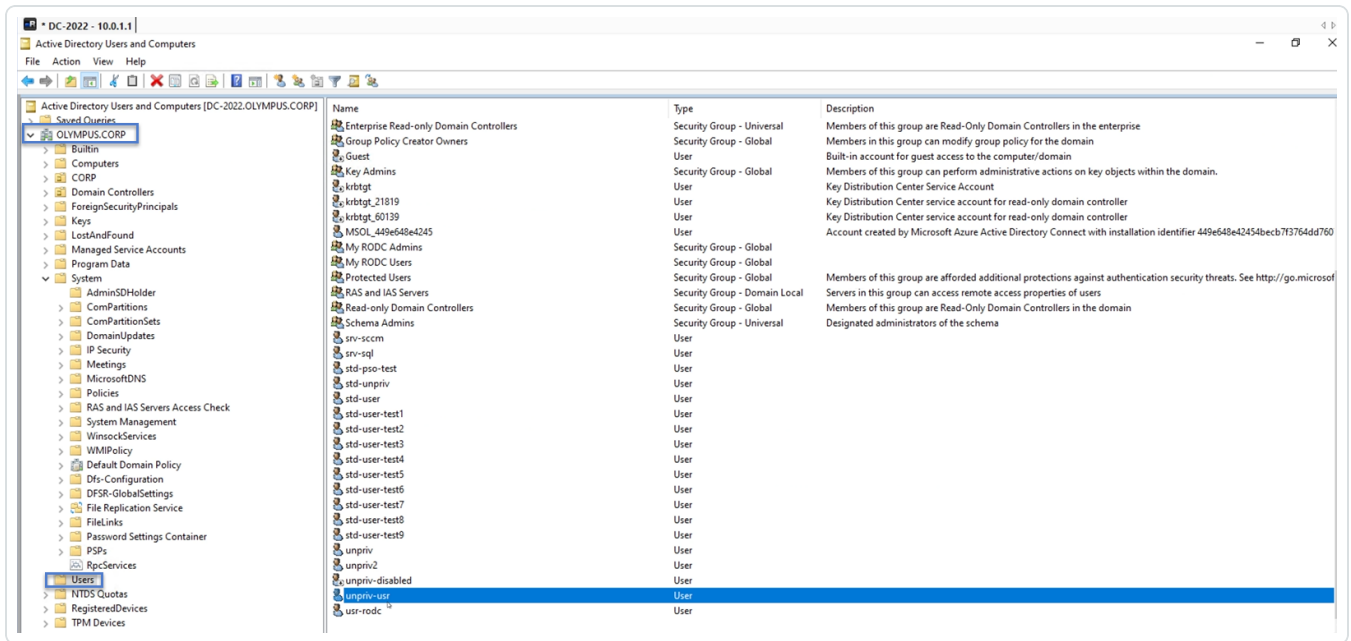 * DC-2022 - 10.0.1.1
Active Directory Users and Computers
File Action View Help
Active Directory Users and Computers [DC-2022.OLYMPUS.CORP]
Saved Queries
OLYMPUS.CORP
Builtin
Computers
CORP
Domain Controllers
ForeignSecurityPrincipals
Keys
LostAndFound
Managed Service Accounts
Program Data
System
AdminSDHolder
ComPartitions
ComPartitionSets
DomainUpdates
IP Security
Meetings
MicrosoftDNS
Policies
RAS and IAS Servers Access Check
System Management
WinsockServices
WMIPolicy
Default Domain Policy
Dfs-Configuration
DFSR-GlobalSettings
File Replication Service
FileLinks
Password Settings Container
PSPs
RpcServices
Users
NTDS Quotas
RegisteredDevices
TPM Devices
Name Type Description
Enterprise Read-only Domain Controllers Security Group - Universal Members of this group are Read-Only Domain Controllers in the enterprise
Group Policy Creator Owners Security Group - Global Members in this group can modify group policy for the domain
Guest User Built-in account for guest access to the computer/domain
Key Admins Security Group - Global Members of this group can perform administrative actions on key objects within the domain.
krbtgt User Key Distribution Center Service Account
krbtgt_21819 User Key Distribution Center service account for read-only domain controller
krbtgt_60139 User Key Distribution Center service account for read-only domain controller
MSOL_449e648e4245 User Account created by Microsoft Azure Active Directory Connect with installation identifier 449e648e42454becb7f3764dd760
My RODC Admins Security Group - Global
My RODC Users Security Group - Global
Protected Users Security Group - Global Members of this group are afforded additional protections against authentication security threats. See http://go.microsof
RAS and IAS Servers Security Group - Domain Local Servers in this group can access remote access properties of users
Read-only Domain Controllers Security Group - Global Members of this group are Read-Only Domain Controllers in the domain
Schema Admins Security Group - Universal Designated administrators of the schema
srv-sccm User
srv-sql User
std-pso-test User
std-unpriv User
std-user User
std-user-test1 User
std-user-test2 User
std-user-test3 User
std-user-test4 User
std-user-test5 User
std-user-test6 User
std-user-test7 User
std-user-test8 User
std-user-test9 User
unpriv User
unpriv2 User
unpriv-disabled User
unpriv-usr User
usr-rodc User